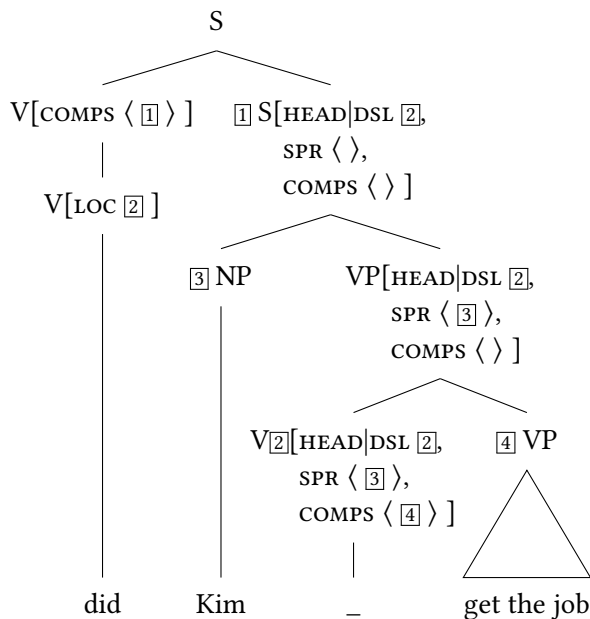 S
V[COMPS ⟨ 1 ⟩ ] 1 S[HEAD|DSL 2,
SPR ⟨ ⟩,
COMPS ⟨ ⟩ ]
V[LOC 2 ]
3 NP VP[HEAD|DSL 2,
SPR ⟨ 3 ⟩,
COMPS ⟨ ⟩ ]
V2[HEAD|DSL 2, 4 VP
SPR ⟨ 3 ⟩,
COMPS ⟨ 4 ⟩ ]
did Kim _ get the job